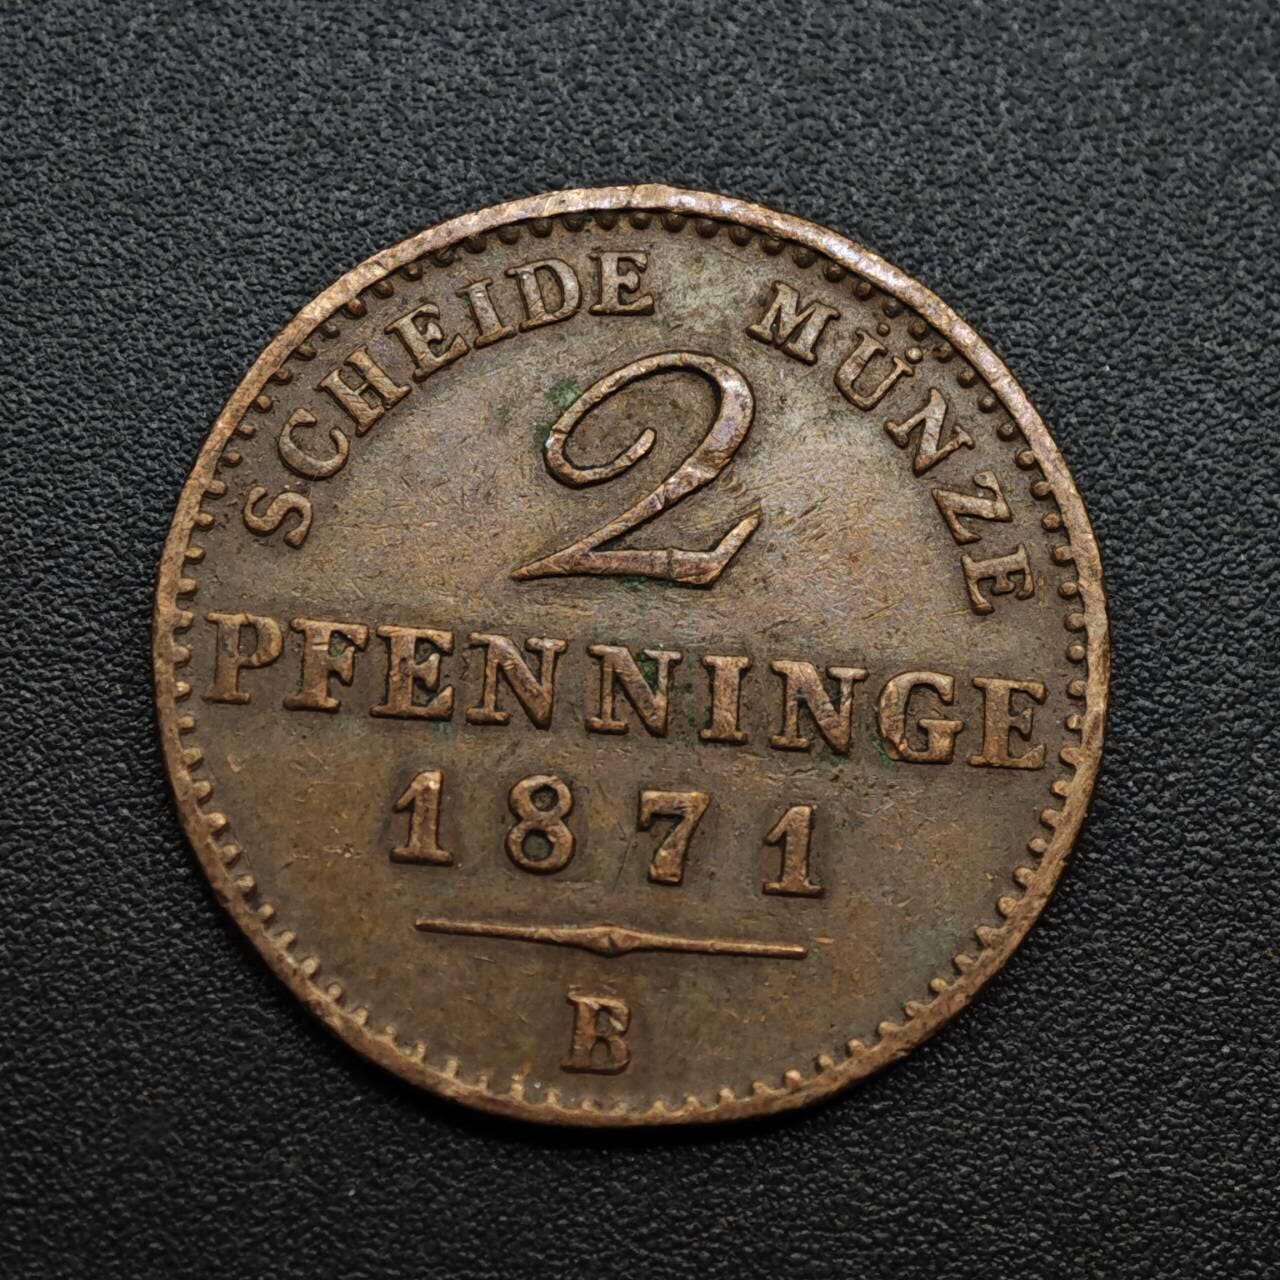 SCHEIDE MÜNZE
2
PFENNINGE
1871
B